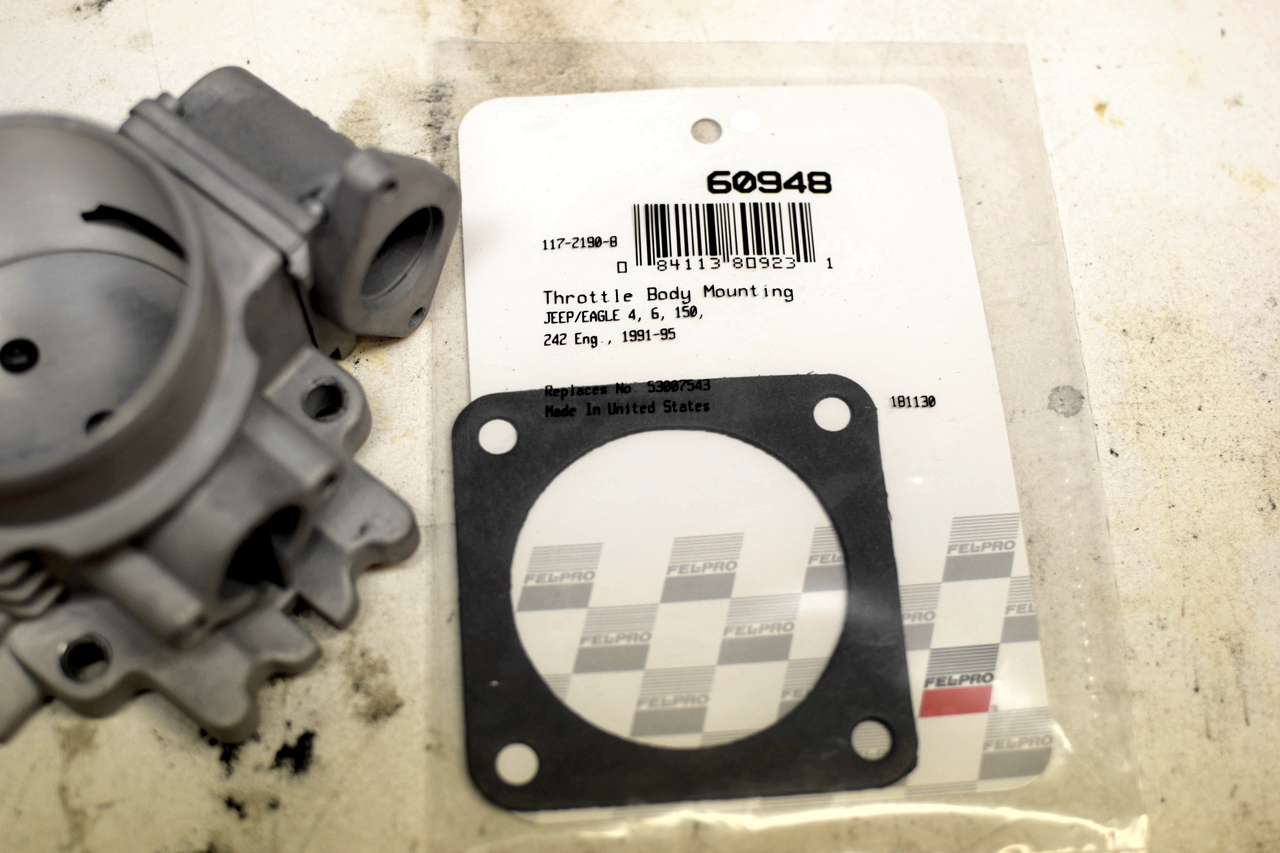 60948
117-2190-B
0 84113 80923 1
Throttle Body Mounting
JEEP/EAGLE 4, 6, 150,
242 Eng., 1991-95
Replaces No. 53007543
Made In United States
181130
FELPRO
FELPRO
FELPRO
FELPRO
FELPRO
FELPRO
FELPRO
FELPRO
FELPRO
FELPRO
FELPRO